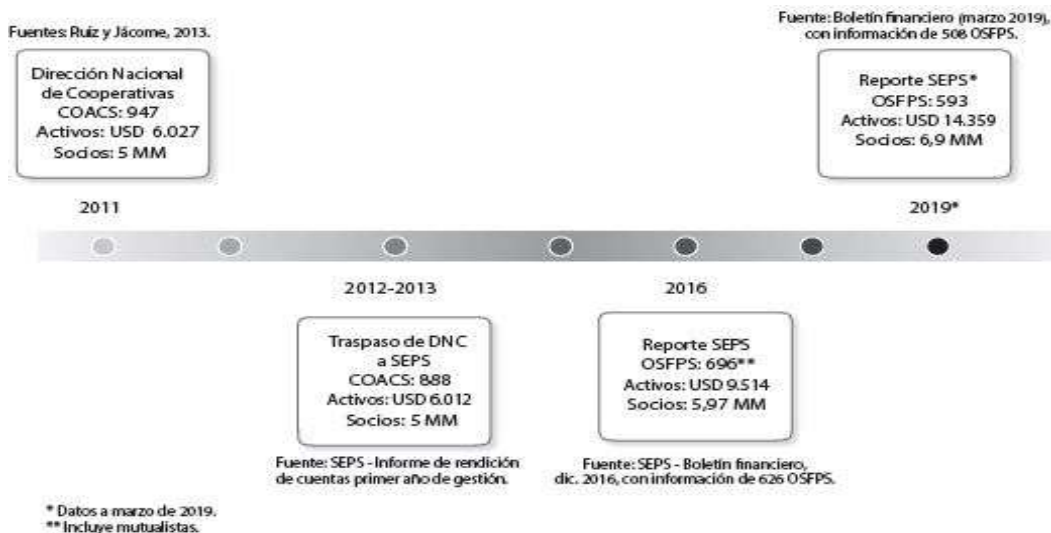 Fuentes: Ruiz y Jácome, 2013.
Dirección Nacional
de Cooperativas
COACS: 947
Activos: USD 6.027
Socios: 5 MM
2011
Fuente: Boletín financiero (marzo 2019),
con información de 508 OSFPS.
Reporte SEPS*
OSFPS: 593
Activos: USD 14.359
Socios: 6,9 MM
2019*
2012-2013
Traspaso de DNC
a SEPS
COACS: 888
Activos: USD 6.012
Socios: 5 MM
Fuente: SEPS - Informe de rendición
de cuentas primer año de gestión.
2016
Reporte SEPS
OSFPS: 696**
Activos: USD 9.514
Socios: 5,97 MM
Fuente: SEPS - Boletín financiero,
dic. 2016, con información de 626 OSFPS.
* Datos a marzo de 2019.
** Incluye mutualistas.